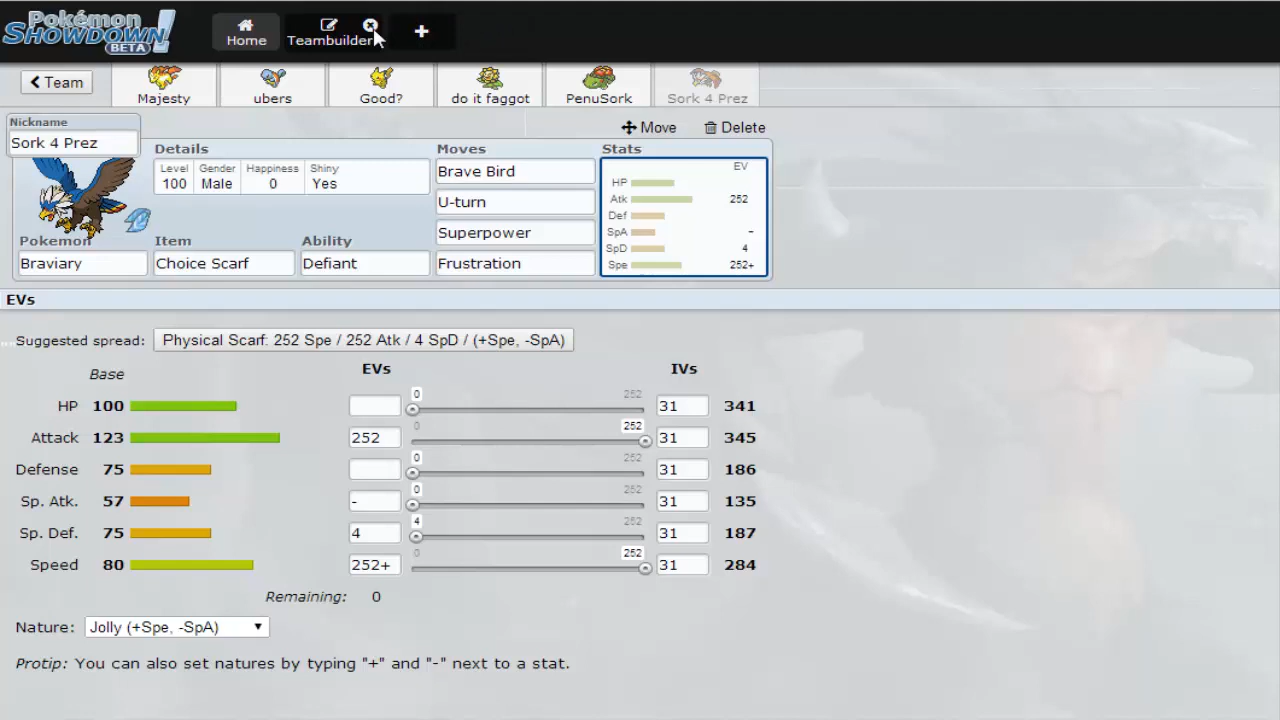 Pokémon
SHOWDOWN!
BETA
Home
Teambuilder
+
Team
Majesty
ubers
Good?
do it faggot
PenuSork
Sork 4 Prez
Nickname
Sork 4 Prez
Move
Delete
Details
Moves
Stats
Level
Gender
Happiness
Shiny
100
Male
0
Yes
Brave Bird
U-turn
Superpower
Frustration
EV
HP
Atk 252
Def
SpA -
SpD 4
Spe 252+
Pokemon
Item
Ability
Braviary
Choice Scarf
Defiant
EVs
Suggested spread: Physical Scarf: 252 Spe / 252 Atk / 4 SpD / (+Spe, -SpA)
Base EVs IVs
HP 100 0 252 31 341
Attack 123 252 0 252 31 345
Defense 75 0 252 31 186
Sp. Atk. 57 - 0 252 31 135
Sp. Def. 75 4 4 252 31 187
Speed 80 252+ 0 252 31 284
Remaining: 0
Nature: Jolly (+Spe, -SpA)
Protip: You can also set natures by typing "+" and "-" next to a stat.